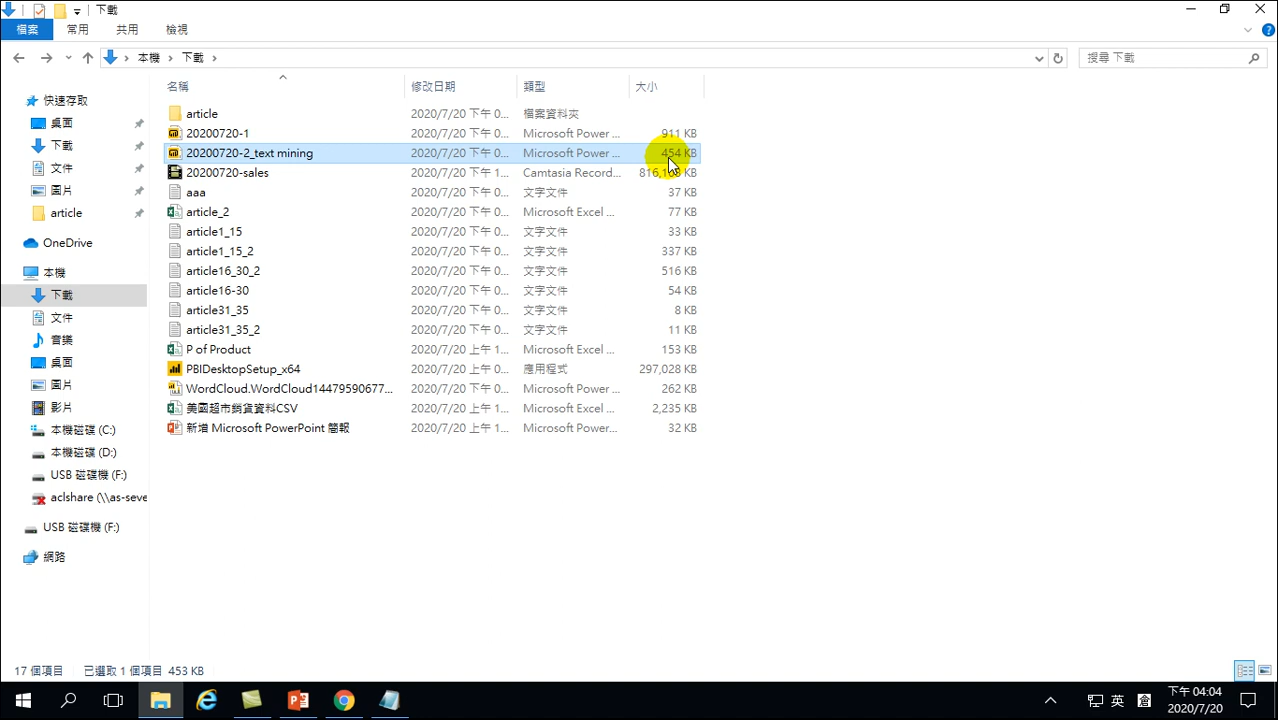 下載
檔案 常用 共用 檢視
本機 下載 搜尋 下載
名稱 修改日期 類型 大小
快速存取
桌面
下載
文件
圖片
article
OneDrive
本機
下載
文件
音樂
桌面
圖片
影片
本機磁碟 (C:)
本機磁碟 (D:)
USB 磁碟機 (F:)
aclshare (\\as-seve
USB 磁碟機 (F:)
網路
article 2020/7/20 下午 0... 檔案資料夾
20200720-1 2020/7/20 下午 0... Microsoft Power ... 911 KB
20200720-2_text mining 2020/7/20 下午 0... Microsoft Power ... 454 KB
20200720-sales 2020/7/20 下午 1... Camtasia Record... KB
aaa 2020/7/20 下午 0... 文字文件 37 KB
article_2 2020/7/20 下午 0... Microsoft Excel ... 77 KB
article1_15 2020/7/20 下午 0... 文字文件 33 KB
article1_15_2 2020/7/20 下午 0... 文字文件 337 KB
article16_30_2 2020/7/20 下午 0... 文字文件 516 KB
article16-30 2020/7/20 下午 0... 文字文件 54 KB
article31_35 2020/7/20 下午 0... 文字文件 8 KB
article31_35_2 2020/7/20 下午 0... 文字文件 11 KB
P of Product 2020/7/20 上午 1... Microsoft Excel ... 153 KB
PBIDesktopSetup_x64 2020/7/20 上午 1... 應用程式 297,028 KB
WordCloud.WordCloud14479590677... 2020/7/20 下午 0... Microsoft Power ... 262 KB
美國超市銷貨資料CSV 2020/7/20 上午 1... Microsoft Excel ... 2,235 KB
新增 Microsoft PowerPoint 簡報 2020/7/20 上午 1... Microsoft Power... 32 KB
17 個項目 已選取 1 個項目 453 KB
英 下午 04:04
2020/7/20